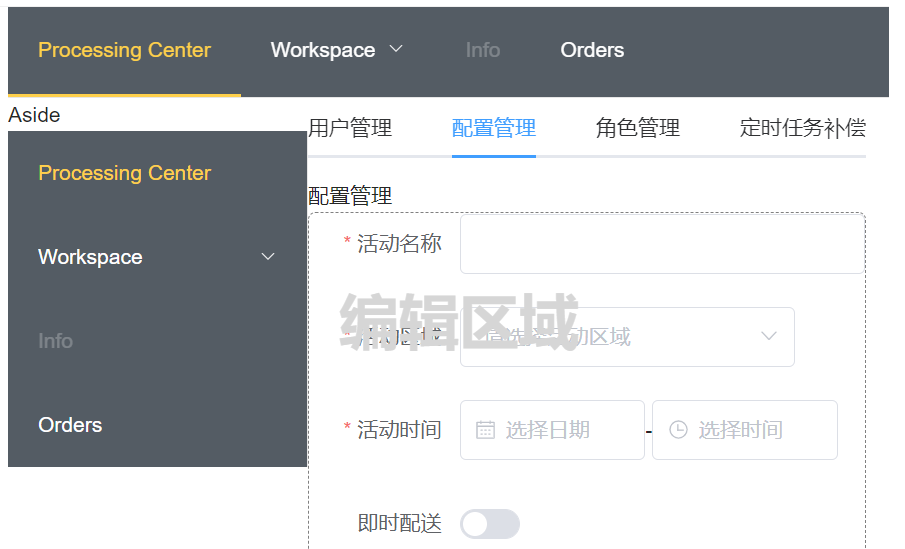 Processing Center Workspace Info Orders
Aside
用户管理 配置管理 角色管理 定时任务补偿
Processing Center
Workspace
Info
Orders
配置管理
* 活动名称
编辑区域
* 活动区域 请选择活动区域
* 活动时间 选择日期 - 选择时间
即时配送